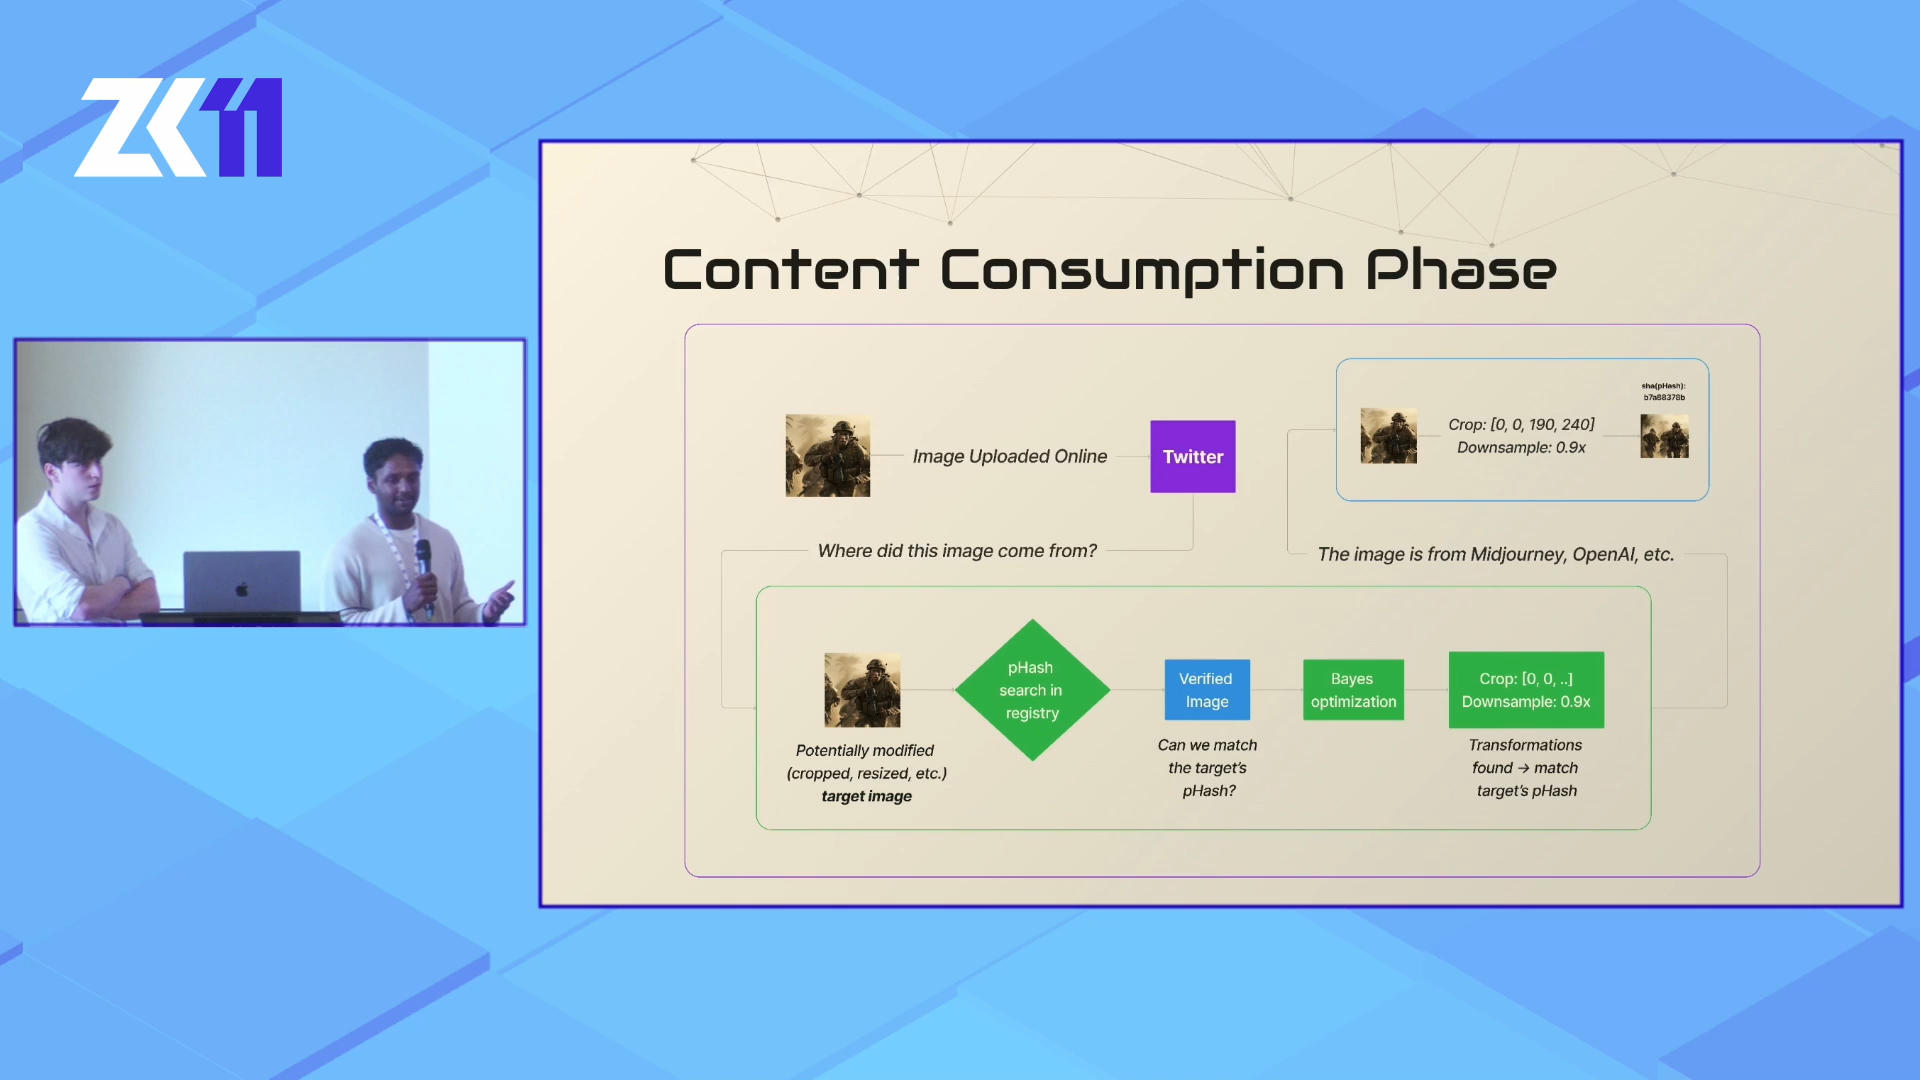 ZK11
Content Consumption Phase
Image Uploaded Online
Twitter
sha(pHash):
b7a88378b
Crop: [0, 0, 190, 240]
Downsample: 0.9x
Where did this image come from?
The image is from Midjourney, OpenAI, etc.
pHash
search in
registry
Verified
Image
Bayes
optimization
Crop: [0, 0, ..]
Downsample: 0.9x
Potentially modified
(cropped, resized, etc.)
target image
Can we match
the target's
pHash?
Transformations
found → match
target's pHash